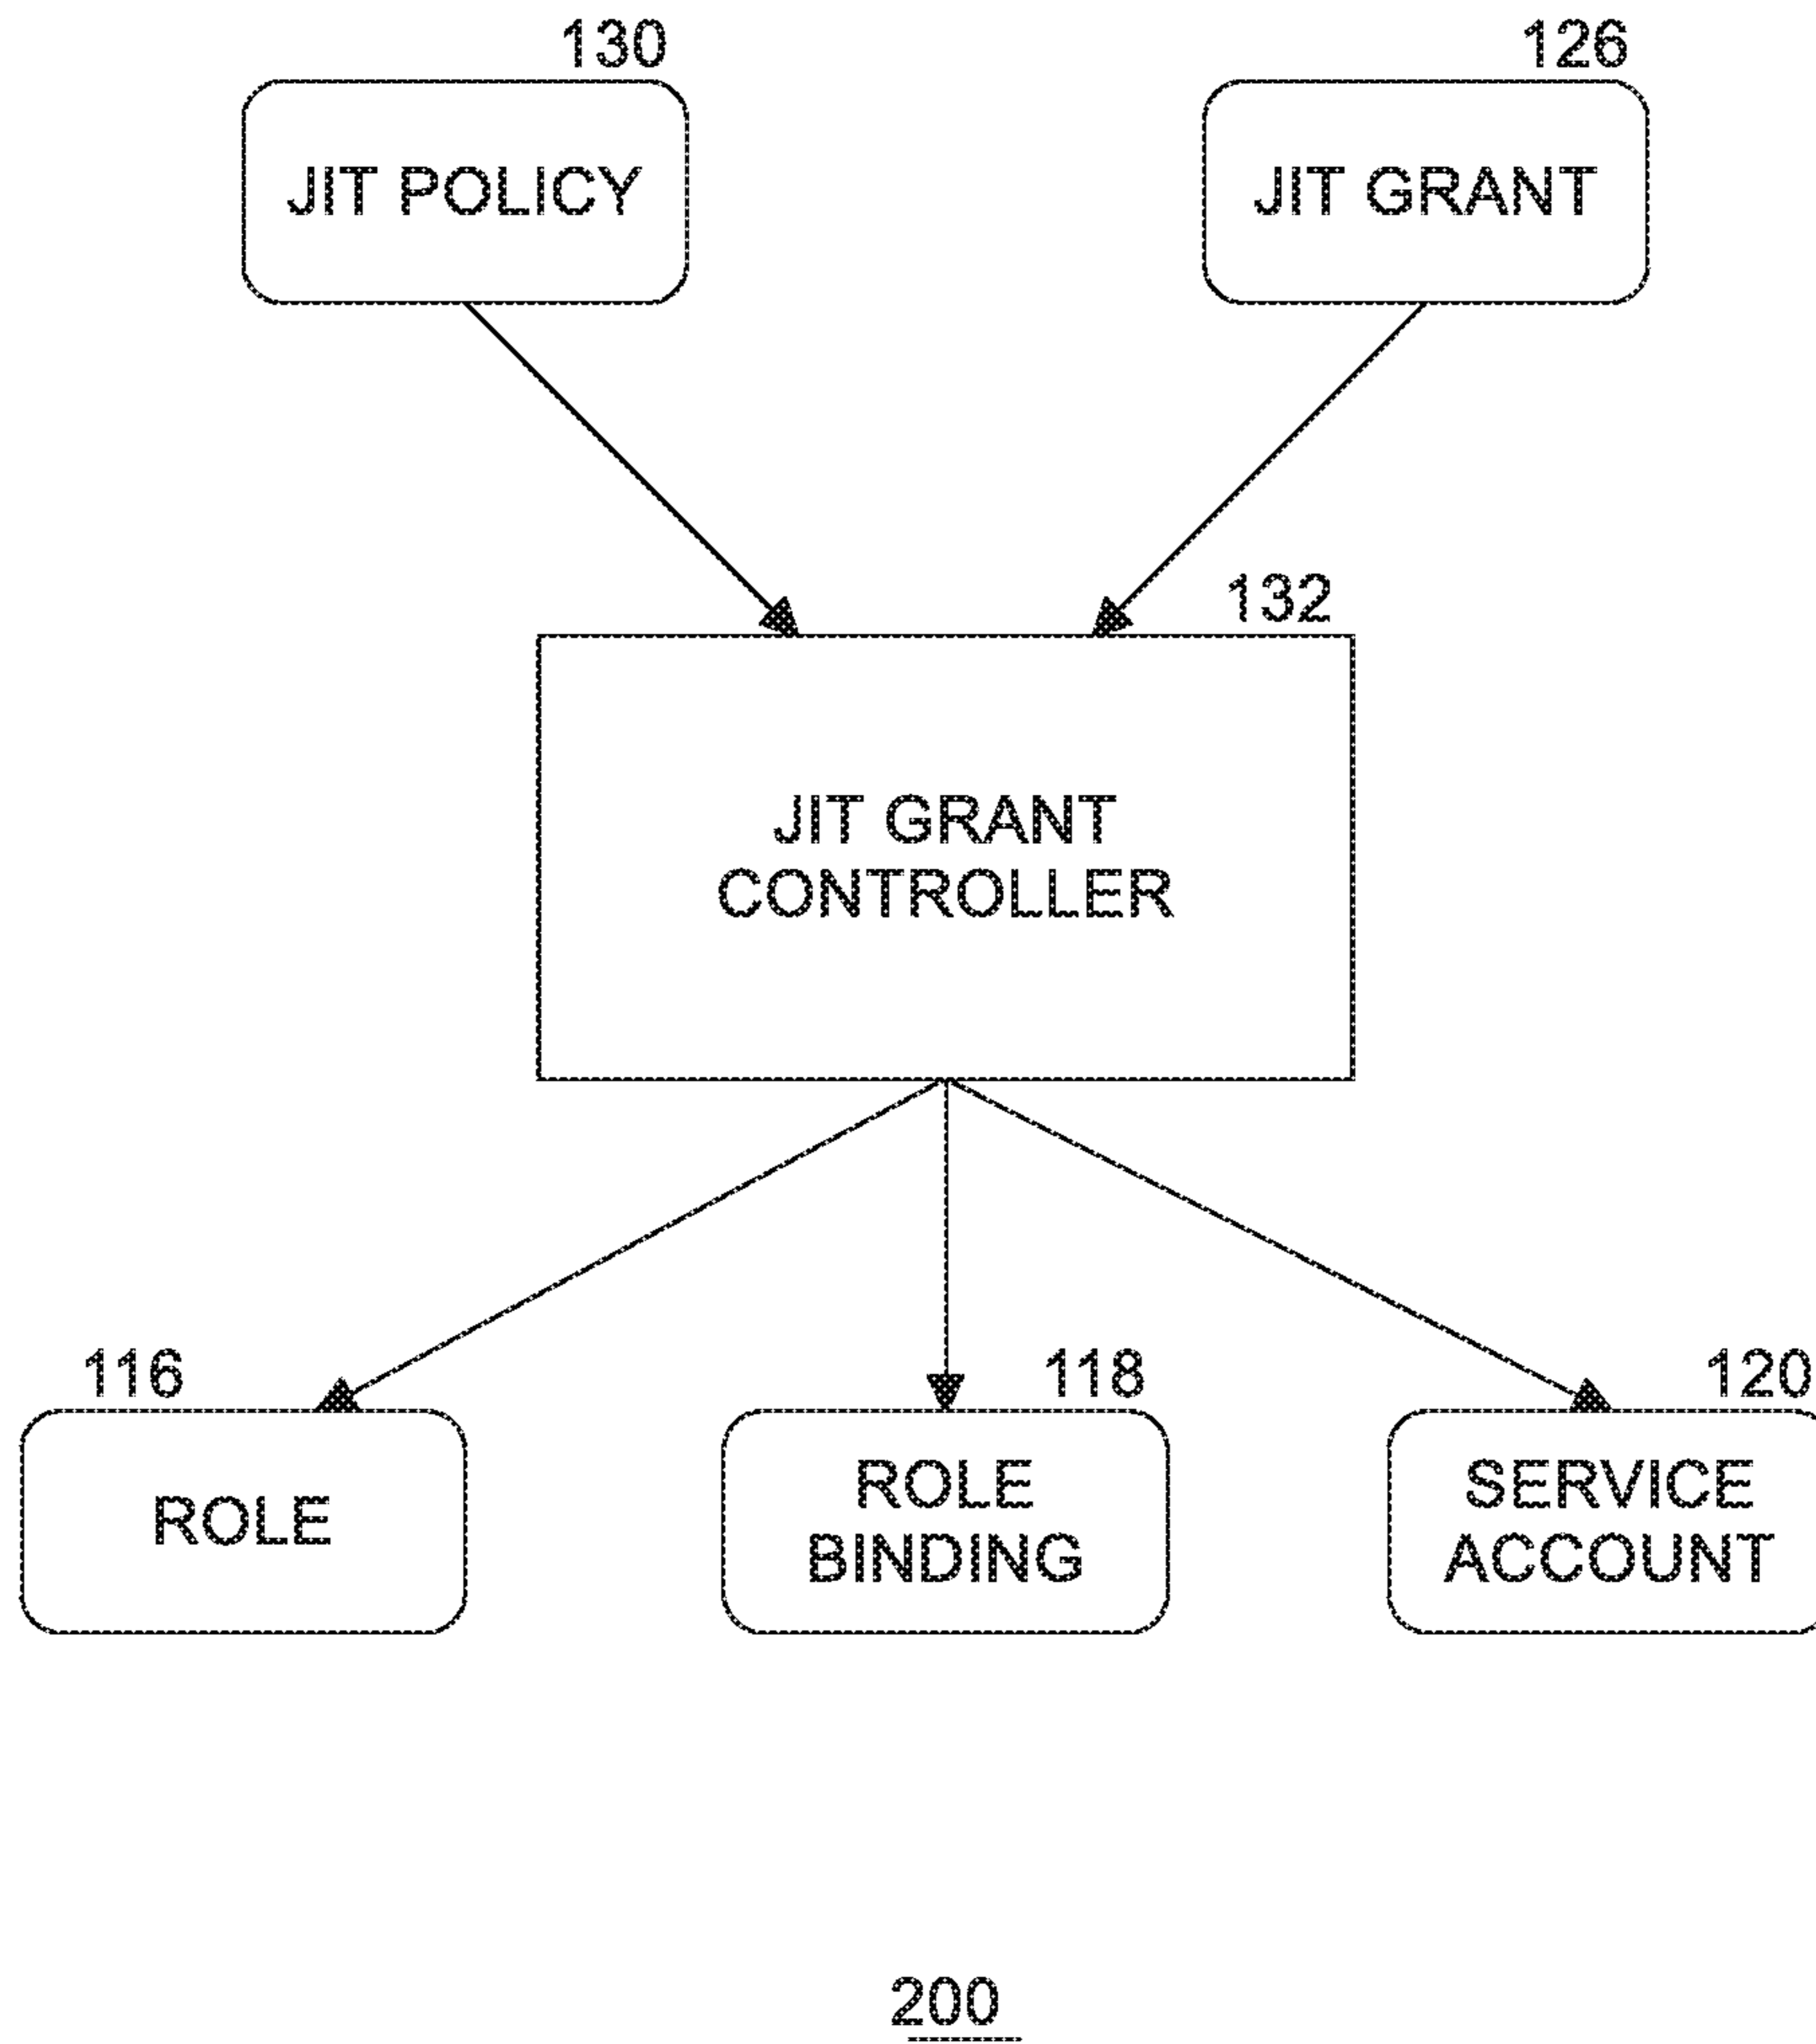 130
126
JIT POLICY
JIT GRANT
132
JIT GRANT
CONTROLLER
116
118
120
ROLE
ROLE
BINDING
SERVICE
ACCOUNT
200